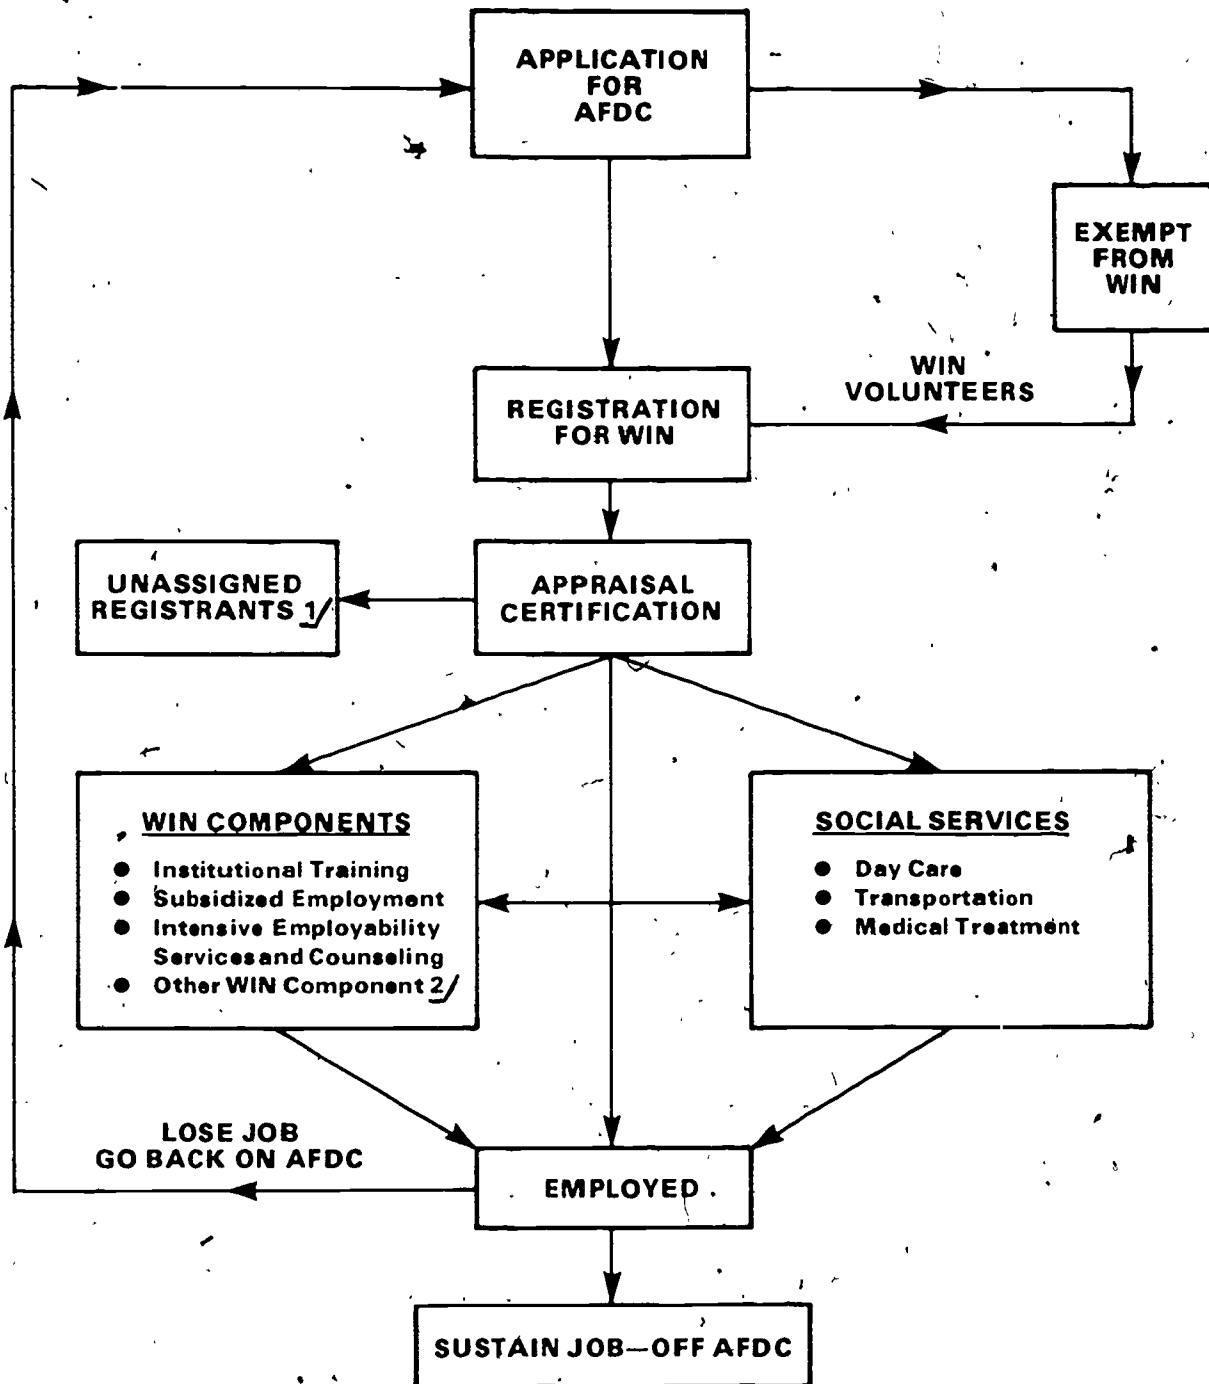 APPLICATION
FOR
AFDC
EXEMPT
FROM
WIN
WIN
VOLUNTEERS
REGISTRATION
FOR WIN
UNASSIGNED
REGISTRANTS 1/
APPRAISAL
CERTIFICATION
WIN COMPONENTS
● Institutional Training
● Subsidized Employment
● Intensive Employability
Services and Counseling
● Other WIN Component 2/
SOCIAL SERVICES
● Day Care
● Transportation
● Medical Treatment
LOSE JOB
GO BACK ON AFDC
EMPLOYED
SUSTAIN JOB—OFF AFDC